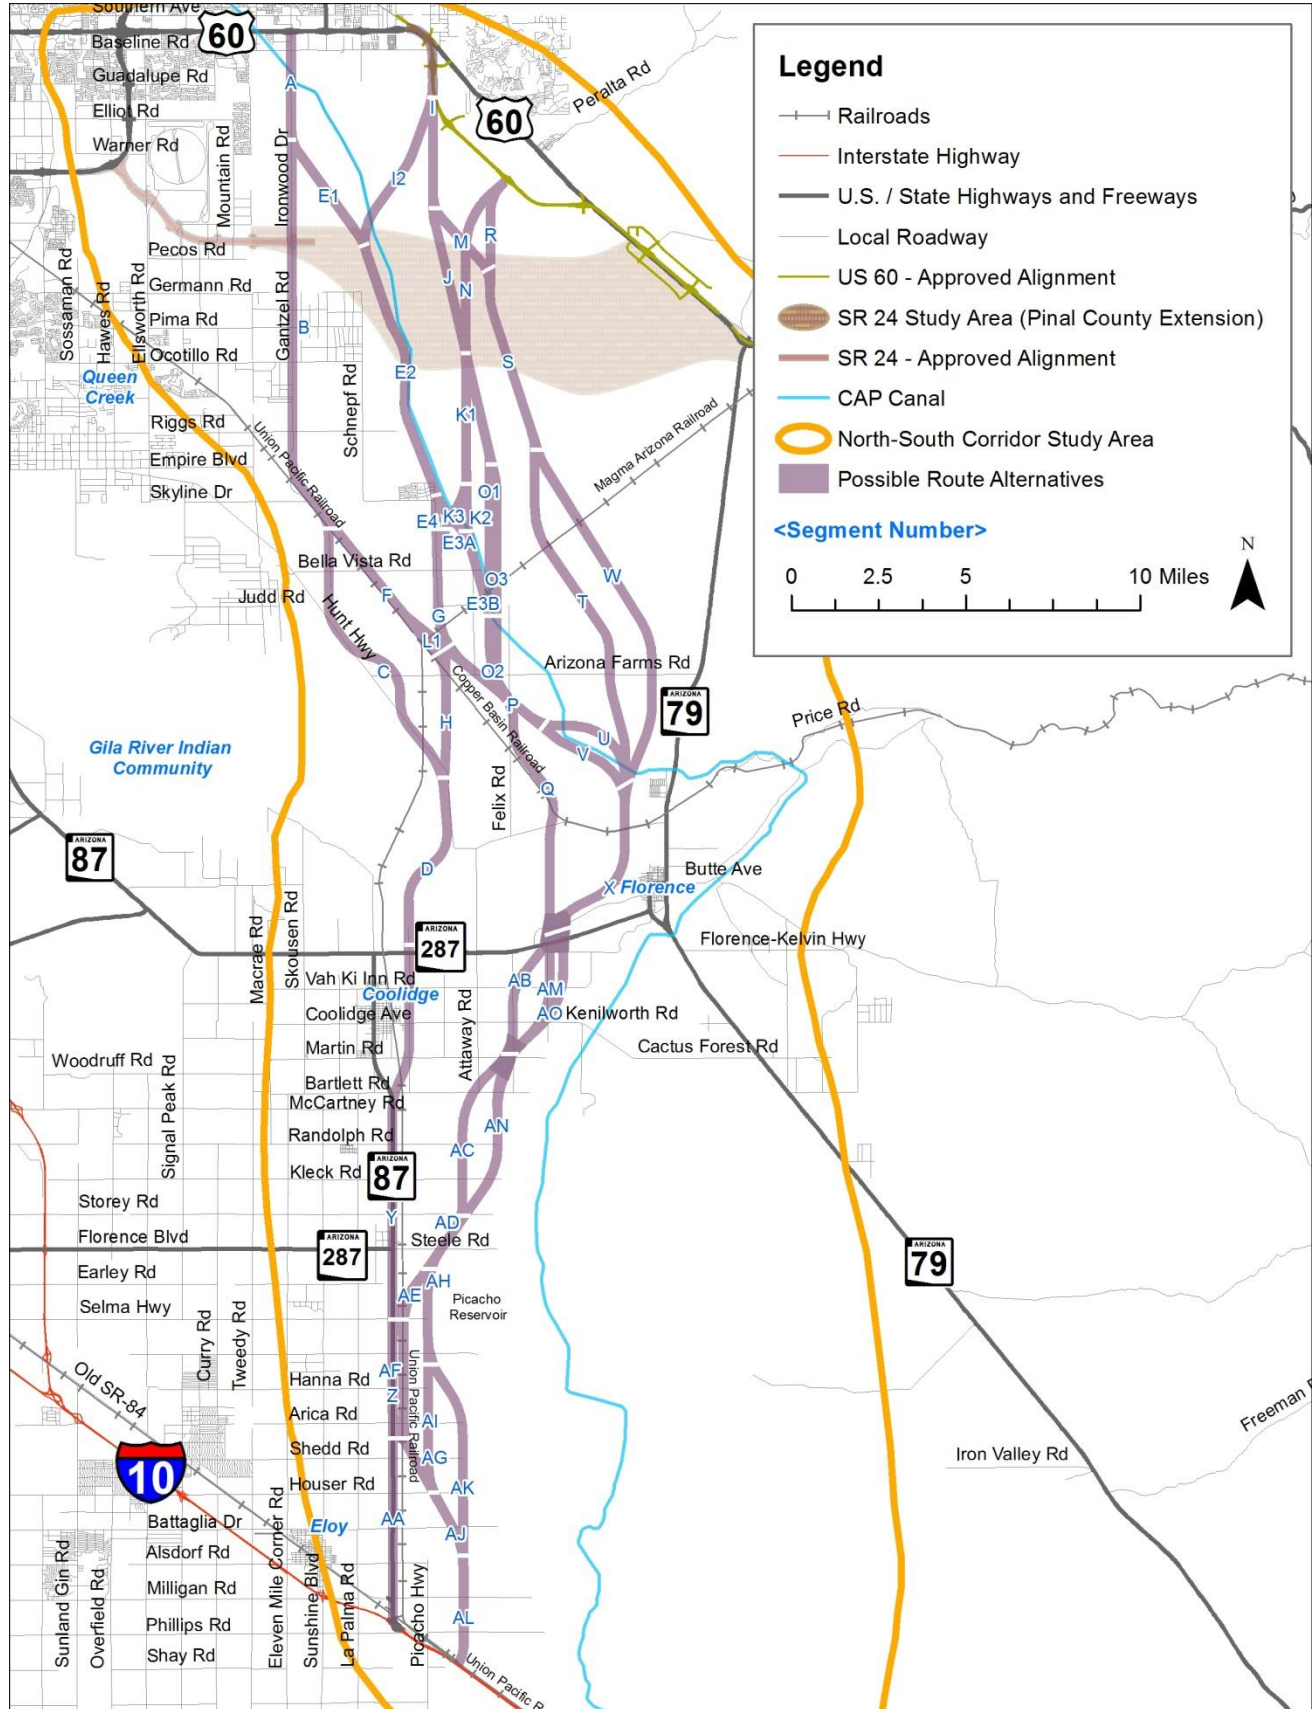 Southern Ave
60
Baseline Rd
Guadalupe Rd
Elliot Rd
Warner Rd
Mountain Rd
Ironwood Dr
A
I
60
Peralta Rd
E1
I2
Pecos Rd
M
R
J
N
Germann Rd
Sossaman Rd
Hawes Rd
Ellsworth Rd
Gantzel Rd
Pima Rd
B
Ocotillo Rd
S
Queen
Creek
E2
Schnepf Rd
K1
Riggs Rd
Union Pacific Railroad
Magma Arizona Railroad
Empire Blvd
Skyline Dr
O1
E4
K3
K2
E3A
Bella Vista Rd
O3
W
Judd Rd
F
E3B
T
Hunt Hwy
G
L1
Arizona Farms Rd
C
O2
Copper Basin Railroad
P
ARIZONA
79
Price Rd
H
U
V
Gila River Indian
Community
Felix Rd
Q
ARIZONA
87
D
Butte Ave
X
Florence
Macrae Rd
Skousen Rd
ARIZONA
287
Florence-Kelvin Hwy
Vah Ki Inn Rd
AB
AM
Coolidge
Coolidge Ave
Attaway Rd
AO
Kenilworth Rd
Martin Rd
Cactus Forest Rd
Woodruff Rd
Signal Peak Rd
Bartlett Rd
McCartney Rd
Randolph Rd
AN
AC
ARIZONA
87
Kleck Rd
Storey Rd
Y
AD
Florence Blvd
ARIZONA
287
Steele Rd
ARIZONA
79
Earley Rd
AH
AE
Selma Hwy
Picacho
Reservoir
Curry Rd
Tweedy Rd
Old SR-84
Hanna Rd
AF
Z
Union Pacific Railroad
Arica Rd
AI
Shedd Rd
AG
Freeman
Iron Valley Rd
10
Houser Rd
AK
Battaglia Dr
Eloy
AA
AJ
Alsdorf Rd
Sunland Gin Rd
Overfield Rd
Eleven Mile Corner Rd
Sunshine Blvd
La Palma Rd
Picacho Hwy
Milligan Rd
Phillips Rd
AL
Shay Rd
Union Pacific R
Legend
Railroads
Interstate Highway
U.S. / State Highways and Freeways
Local Roadway
US 60 - Approved Alignment
SR 24 Study Area (Pinal County Extension)
SR 24 - Approved Alignment
CAP Canal
North-South Corridor Study Area
Possible Route Alternatives
<Segment Number>
N
0 2.5 5 10 Miles